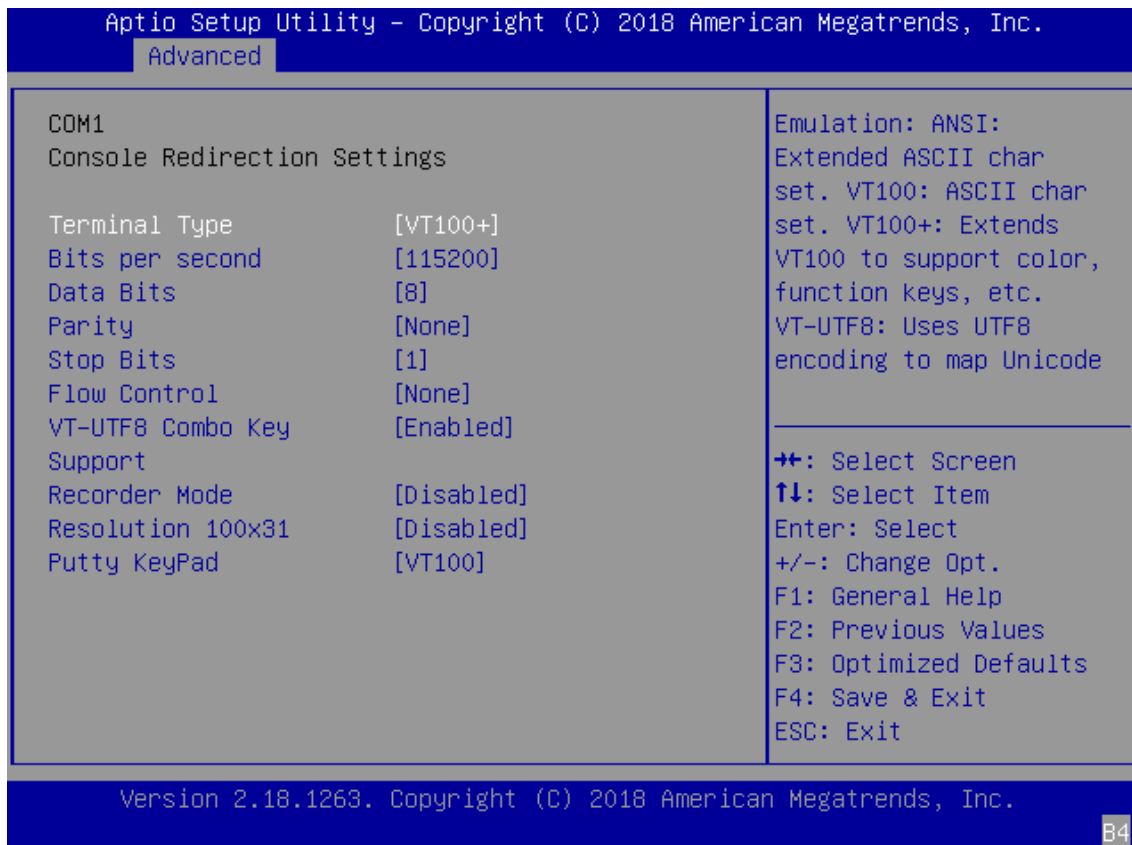 Aptio Setup Utility – Copyright (C) 2018 American Megatrends, Inc.
Advanced
COM1
Console Redirection Settings
Terminal Type [VT100+]
Bits per second [115200]
Data Bits [8]
Parity [None]
Stop Bits [1]
Flow Control [None]
VT-UTF8 Combo Key [Enabled]
Support
Recorder Mode [Disabled]
Resolution 100x31 [Disabled]
Putty KeyPad [VT100]
Emulation: ANSI:
Extended ASCII char
set. VT100: ASCII char
set. VT100+: Extends
VT100 to support color,
function keys, etc.
VT-UTF8: Uses UTF8
encoding to map Unicode
→←: Select Screen
↑↓: Select Item
Enter: Select
+/-: Change Opt.
F1: General Help
F2: Previous Values
F3: Optimized Defaults
F4: Save & Exit
ESC: Exit
Version 2.18.1263. Copyright (C) 2018 American Megatrends, Inc.
B4